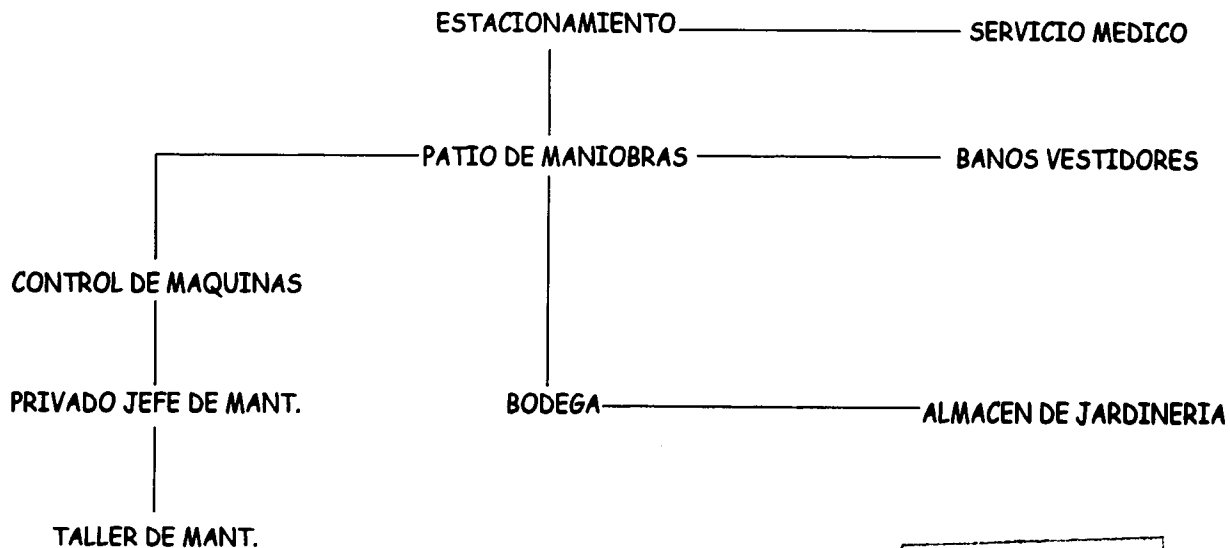 ESTACIONAMIENTO
SERVICIO MEDICO
PATIO DE MANIOBRAS
BANOS VESTIDORES
CONTROL DE MAQUINAS
PRIVADO JEFE DE MANT.
BODEGA
ALMACEN DE JARDINERIA
TALLER DE MANT.